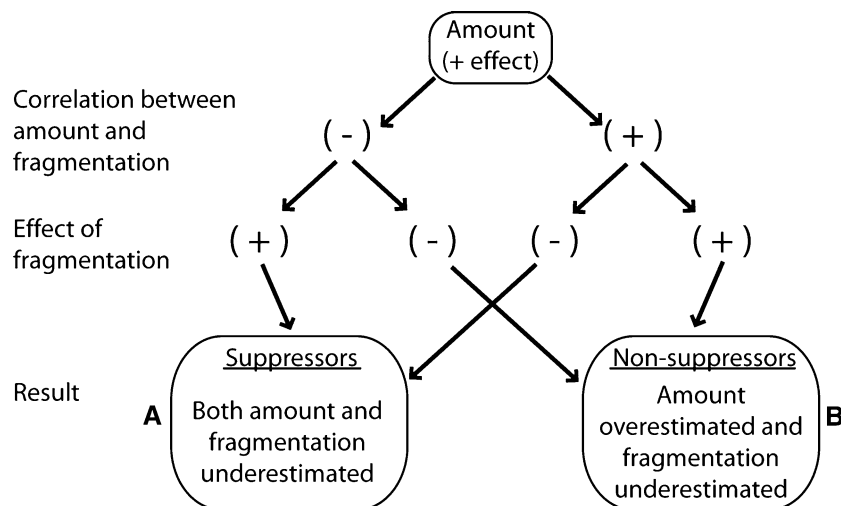 Amount
(+ effect)
Correlation between
amount and
fragmentation
( - )
( + )
Effect of
fragmentation
( + )
( - )
( - )
( + )
Result
A
Suppressors
Both amount and
fragmentation
underestimated
Non-suppressors
Amount
overestimated and
fragmentation
underestimated
B